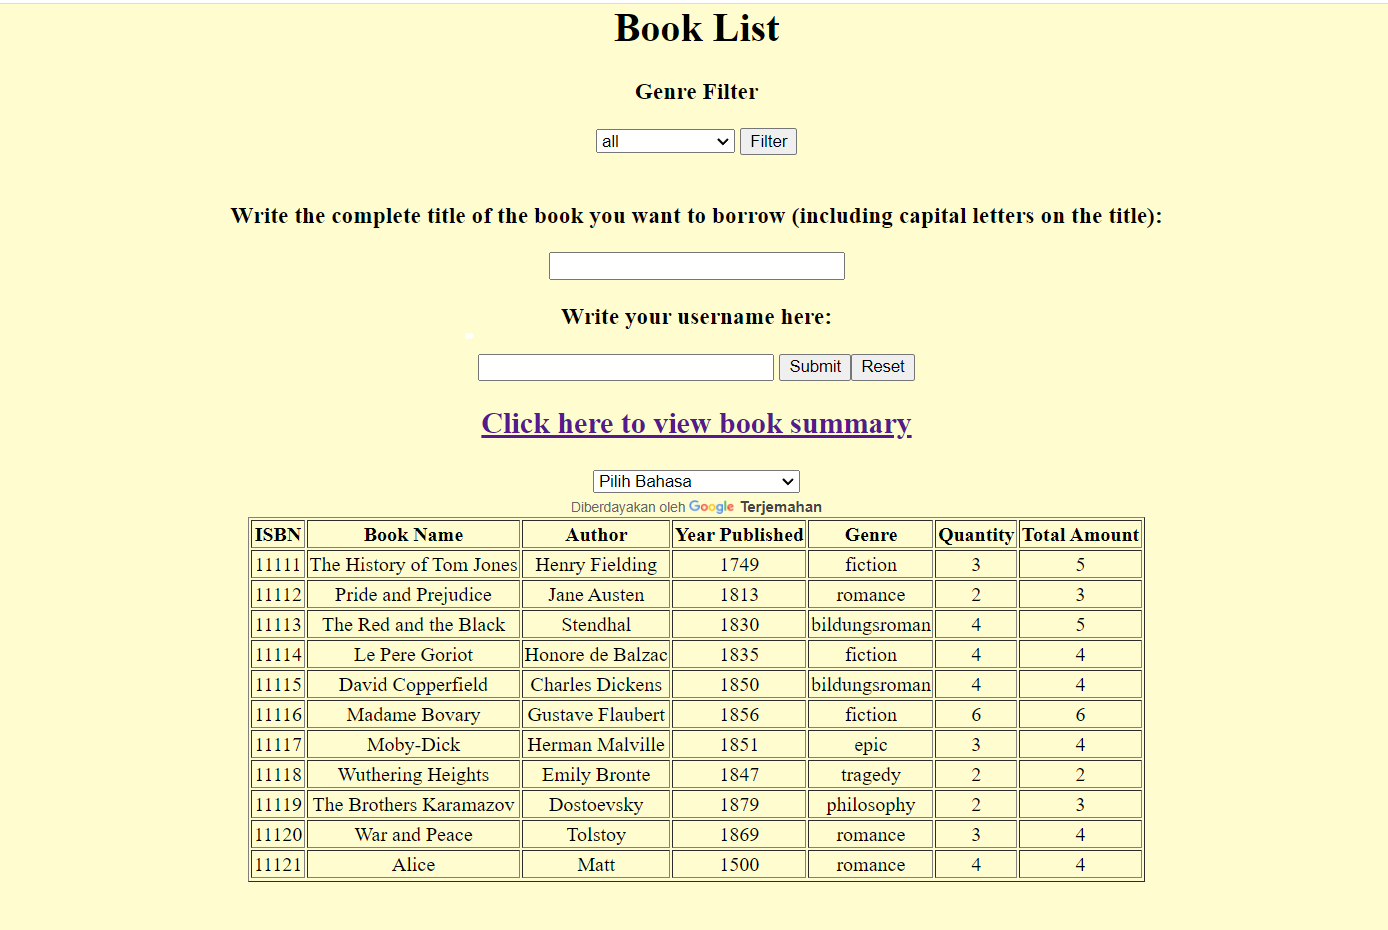 Book List
Genre Filter
all Filter
Write the complete title of the book you want to borrow (including capital letters on the title):
Write your username here:
Submit Reset
Click here to view book summary
Pilih Bahasa
Diberdayakan oleh Google Terjemahan
ISBN Book Name Author Year Published Genre Quantity Total Amount
11111 The History of Tom Jones Henry Fielding 1749 fiction 3 5
11112 Pride and Prejudice Jane Austen 1813 romance 2 3
11113 The Red and the Black Stendhal 1830 bildungsroman 4 5
11114 Le Pere Goriot Honore de Balzac 1835 fiction 4 4
11115 David Copperfield Charles Dickens 1850 bildungsroman 4 4
11116 Madame Bovary Gustave Flaubert 1856 fiction 6 6
11117 Moby-Dick Herman Malville 1851 epic 3 4
11118 Wuthering Heights Emily Bronte 1847 tragedy 2 2
11119 The Brothers Karamazov Dostoevsky 1879 philosophy 2 3
11120 War and Peace Tolstoy 1869 romance 3 4
11121 Alice Matt 1500 romance 4 4